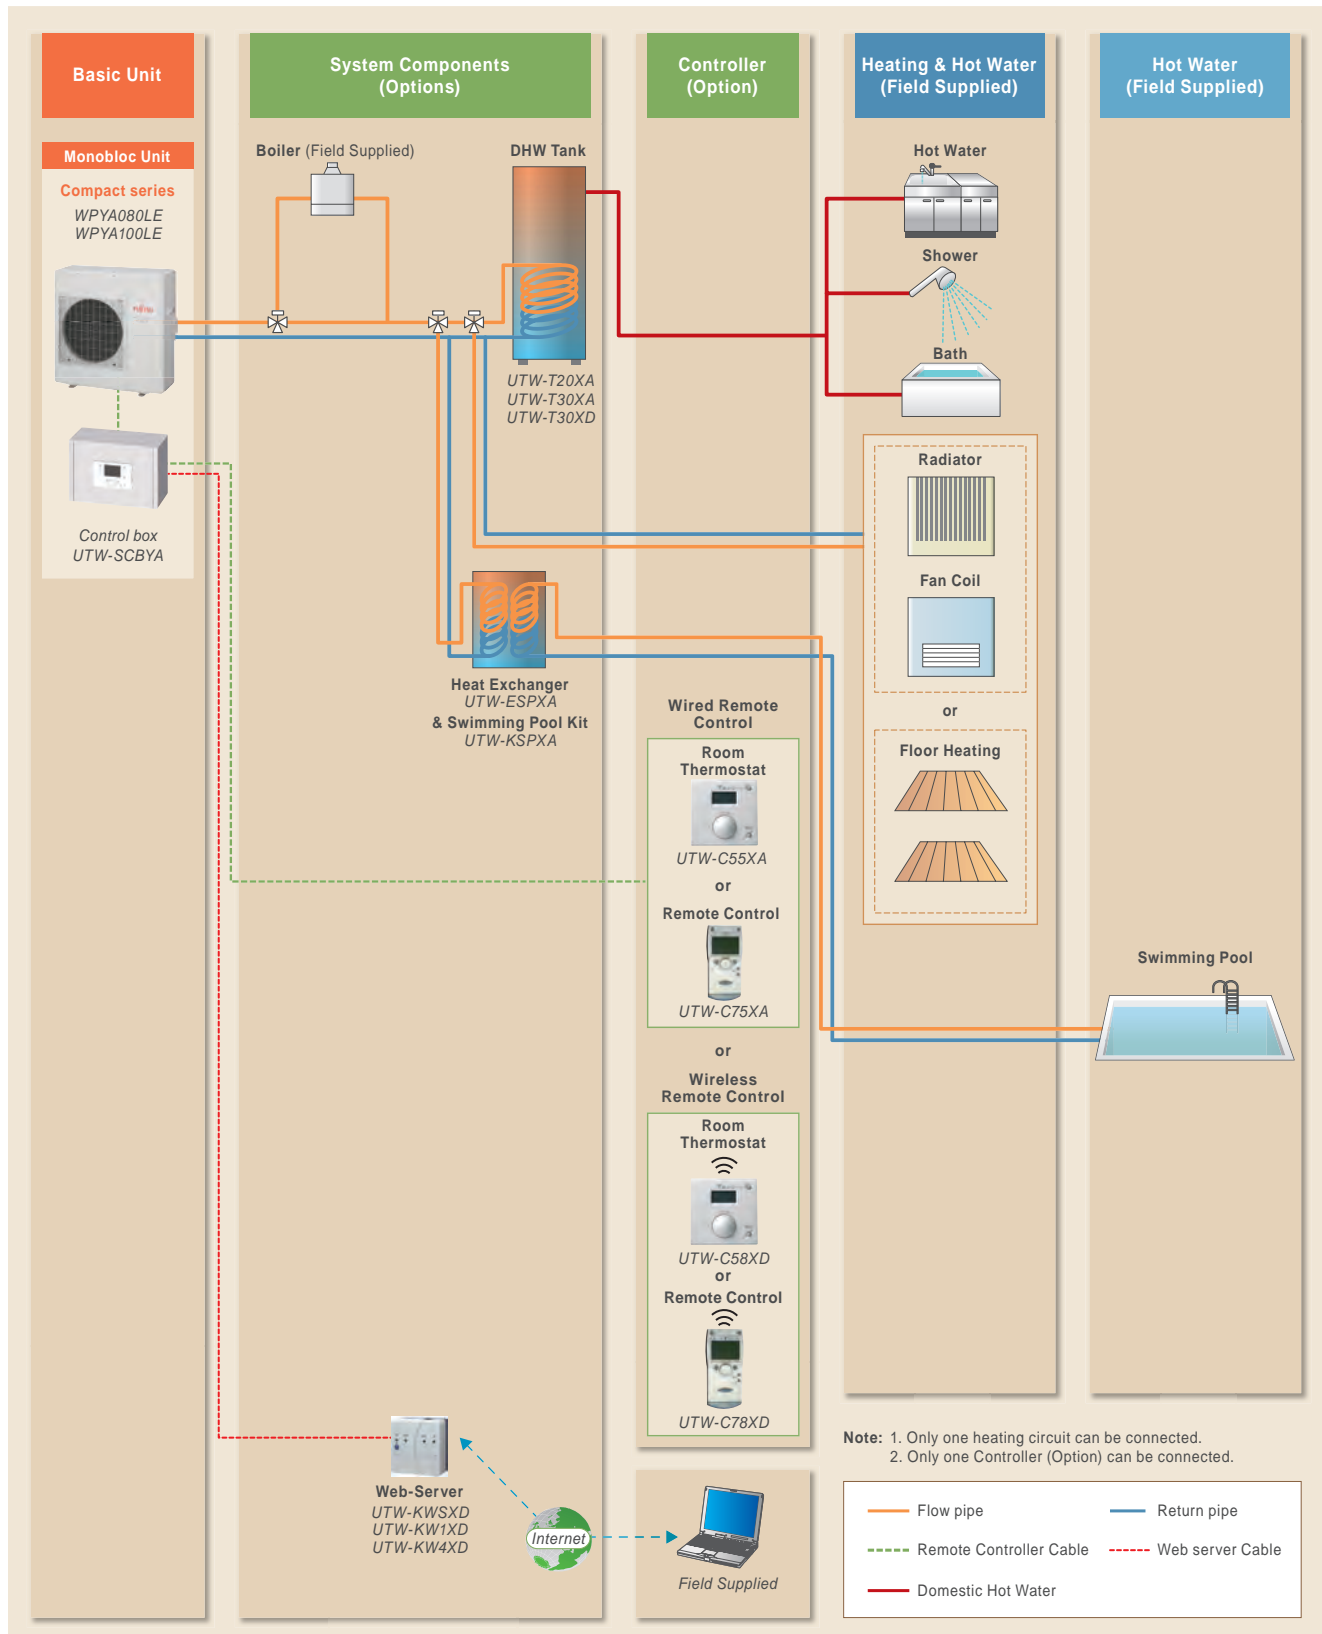 Basic Unit
System Components
(Options)
Controller
(Option)
Heating & Hot Water
(Field Supplied)
Hot Water
(Field Supplied)
Monobloc Unit
Compact series
WPYA080LE
WPYA100LE
FUJITSU
Control box
UTW-SCBYA
Boiler (Field Supplied)
DHW Tank
UTW-T20XA
UTW-T30XA
UTW-T30XD
Heat Exchanger
UTW-ESPXA
& Swimming Pool Kit
UTW-KSPXA
Web-Server
UTW-KWSXD
UTW-KW1XD
UTW-KW4XD
Internet
Wired Remote
Control
Room
Thermostat
UTW-C55XA
or
Remote Control
UTW-C75XA
or
Wireless
Remote Control
Room
Thermostat
UTW-C58XD
or
Remote Control
UTW-C78XD
Field Supplied
Hot Water
Shower
Bath
Radiator
Fan Coil
or
Floor Heating
Swimming Pool
Note: 1. Only one heating circuit can be connected.
2. Only one Controller (Option) can be connected.
Flow pipe
Return pipe
Remote Controller Cable
Web server Cable
Domestic Hot Water